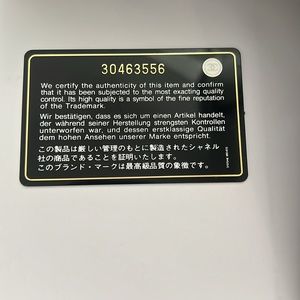 30463556
We certify the authenticity of this item and confirm
that it has been subjected to the most exacting quality
control. Its high quality is a symbol of the fine reputation
of the Trademark.
Wir bestätigen, dass es sich um einen Artikel handelt,
der während seiner Herstellung strengsten Kontrollen
unterworfen war, und dessen erstklassige Qualität
dem hohen Ansehen unserer Marke entspricht.
この製品は厳しい管理のもとに製造されたシャネル
社の商品であることを証明いたします。
このブランド・マークは最高級品質の象徴です。